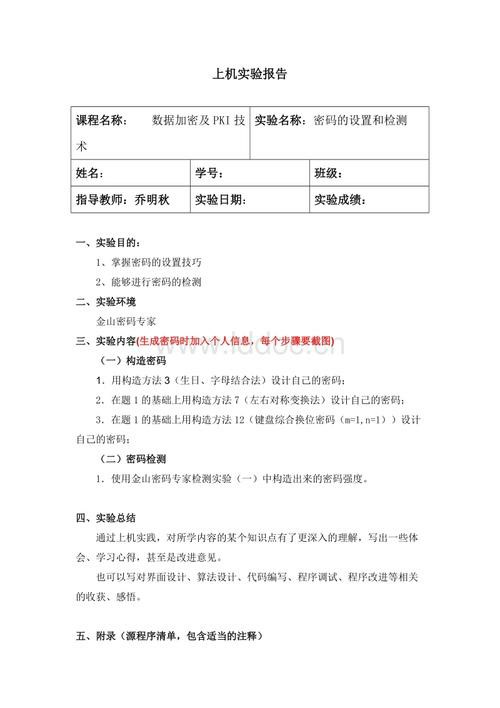 上机实验报告
课程名称： 数据加密及PKI技 实验名称：密码的设置和检测
术
姓名： 学号： 班级：
指导教师：乔明秋 实验日期： 实验成绩：
一、实验目的：
1、掌握密码的设置技巧
2、能够进行密码的检测
二、实验环境
金山密码专家
三、实验内容(生成密码时加入个人信息，每个步骤要截图)
www.lddoc.cn
（一）构造密码
1．用构造方法3（生日、字母结合法）设计自己的密码；
2．在题1的基础上用构造方法7（左右对称变换法）设计自己的密码；
3．在题1的基础上用构造方法12（键盘综合换位密码(m=1,n=1)）设计
自己的密码；
（二）密码检测
1．使用金山密码专家检测实验（一）中构造出来的密码强度。
四、实验总结
通过上机实践，对所学内容的某个知识点有了更深入的理解，写出一些体
会、学习心得，甚至是改进意见。
也可以写对界面设计、算法设计、代码编写、程序调试、程序改进等相关
的收获、感悟。
五、附录（源程序清单，包含适当的注释）